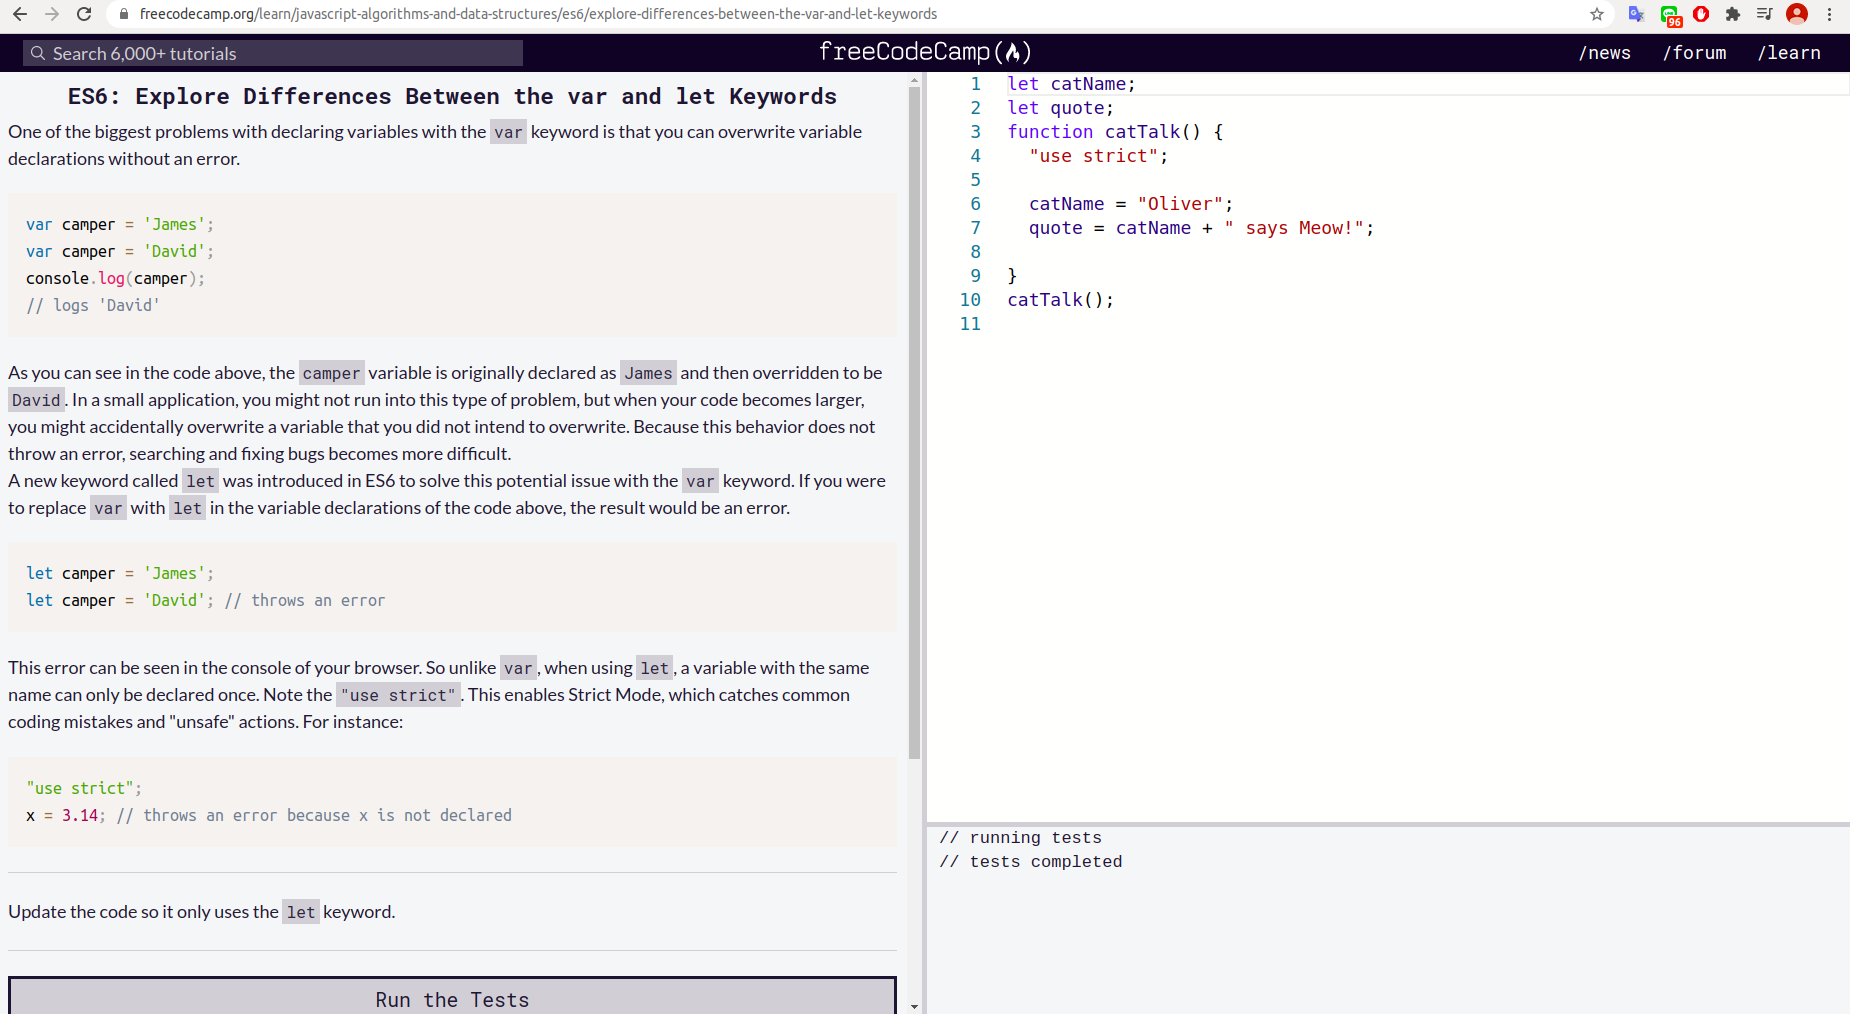 freecodecamp.org/learn/javascript-algorithms-and-data-structures/es6/explore-differences-between-the-var-and-let-keywords
96
Search 6,000+ tutorials
freeCodeCamp
/news /forum /learn
ES6: Explore Differences Between the var and let Keywords
One of the biggest problems with declaring variables with the var keyword is that you can overwrite variable
declarations without an error.
var camper = 'James';
var camper = 'David';
console.log(camper);
// logs 'David'
As you can see in the code above, the camper variable is originally declared as James and then overridden to be
David. In a small application, you might not run into this type of problem, but when your code becomes larger,
you might accidentally overwrite a variable that you did not intend to overwrite. Because this behavior does not
throw an error, searching and fixing bugs becomes more difficult.
A new keyword called let was introduced in ES6 to solve this potential issue with the var keyword. If you were
to replace var with let in the variable declarations of the code above, the result would be an error.
let camper = 'James';
let camper = 'David'; // throws an error
This error can be seen in the console of your browser. So unlike var, when using let, a variable with the same
name can only be declared once. Note the "use strict". This enables Strict Mode, which catches common
coding mistakes and "unsafe" actions. For instance:
"use strict";
x = 3.14; // throws an error because x is not declared
Update the code so it only uses the let keyword.
Run the Tests
1 let catName;
2 let quote;
3 function catTalk() {
4 "use strict";
5
6 catName = "Oliver";
7 quote = catName + " says Meow!";
8
9 }
10 catTalk();
11
// running tests
// tests completed